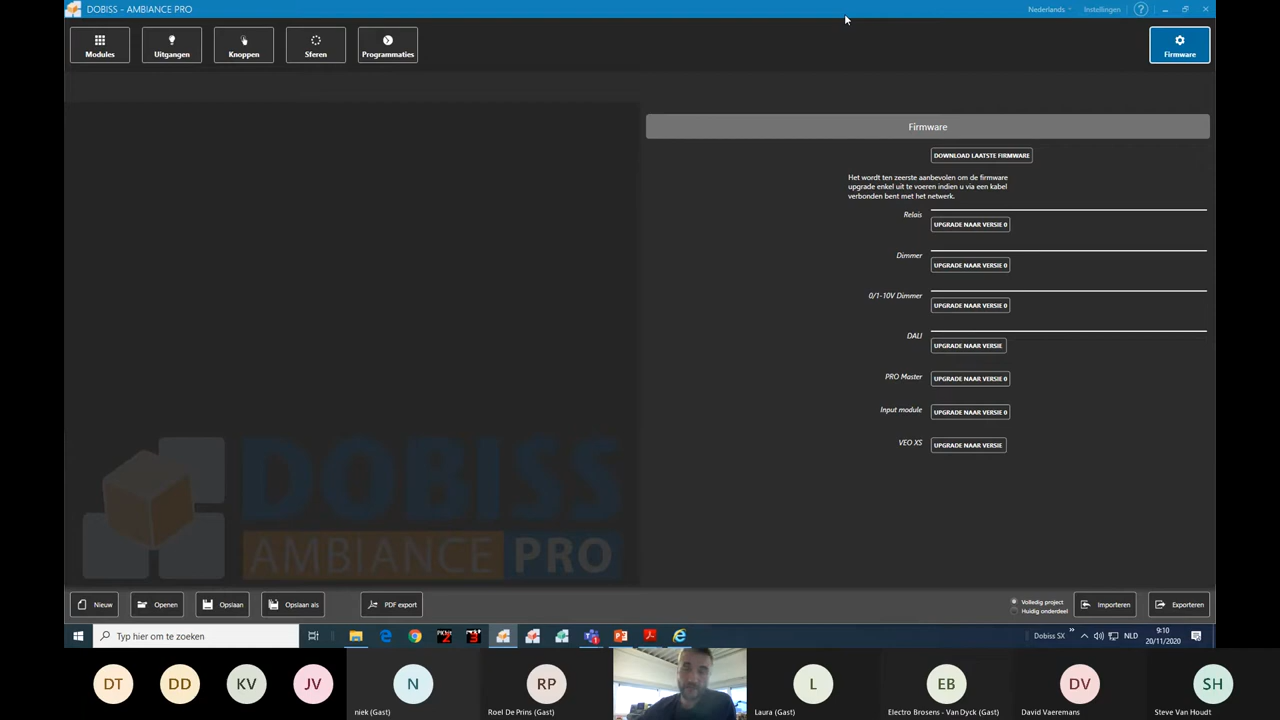 DOBISS - AMBIANCE PRO
Nederlands
Instellingen
?
Modules
Uitgangen
Knoppen
Sferen
Programmaties
Firmware
Firmware
DOWNLOAD LAATSTE FIRMWARE
Het wordt ten zeerste aanbevolen om de firmware
upgrade enkel uit te voeren indien u via een kabel
verbonden bent met het netwerk.
Relais
UPGRADE NAAR VERSIE 0
Dimmer
UPGRADE NAAR VERSIE 0
0/1-10V Dimmer
UPGRADE NAAR VERSIE 0
DALI
UPGRADE NAAR VERSIE
PRO Master
UPGRADE NAAR VERSIE 0
Input module
UPGRADE NAAR VERSIE 0
VEO XS
UPGRADE NAAR VERSIE
DOBISS
AMBIANCE PRO
Nieuw
Openen
Opslaan
Opslaan als
PDF export
Volledig project
Huidig onderdeel
Importeren
Exporteren
Typ hier om te zoeken
Dobiss SX
NLD
9:10
20/11/2020
DT
DD
KV
JV
N
niek (Gast)
RP
Roel De Prins (Gast)
L
Laura (Gast)
EB
Electro Brosens - Van Dyck (Gast)
DV
David Vaeremans
SH
Steve Van Houdt